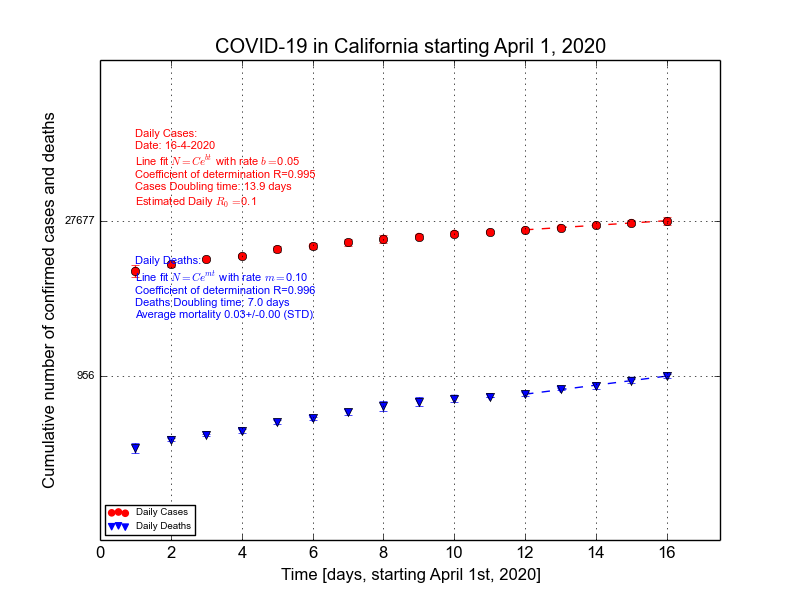 COVID-19 in California starting April 1, 2020
Cumulative number of confirmed cases and deaths
Daily Cases:
Date: 16-4-2020
Line fit N=Ce^{bt} with rate b=0.05
Coefficient of determination R=0.995
Cases Doubling time: 13.9 days
Estimated Daily R_0=0.1
27677
Daily Deaths:
Line fit N=Ce^{mt} with rate m=0.10
Coefficient of determination R=0.996
Deaths Doubling time: 7.0 days
Average mortality 0.03+/-0.00 (STD)
956
Daily Cases
Daily Deaths
0 2 4 6 8 10 12 14 16
Time [days, starting April 1st, 2020]